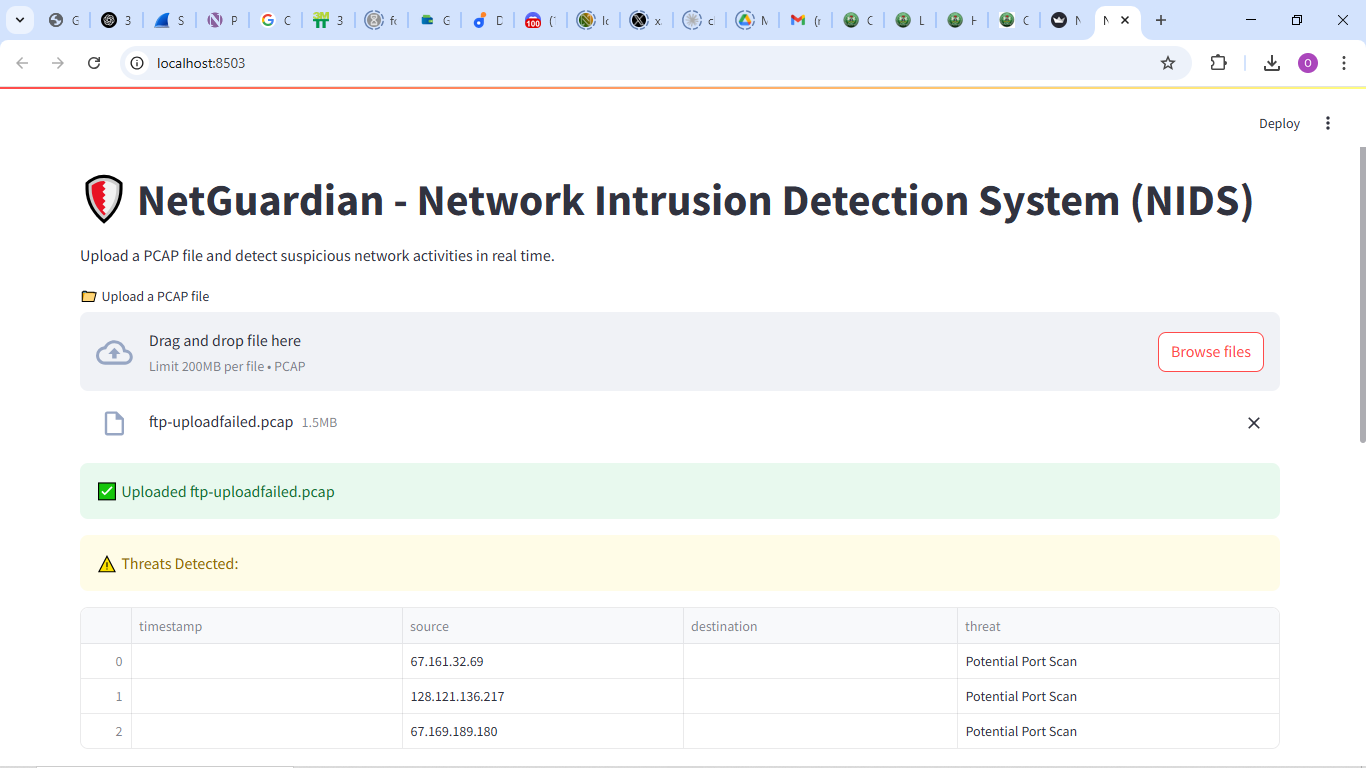 G
3
S
P
C
3
fo
G
D
(1
lo
x.
cl
M
(r
C
L
H
C
N
N
localhost:8503
O
Deploy
NetGuardian - Network Intrusion Detection System (NIDS)
Upload a PCAP file and detect suspicious network activities in real time.
Upload a PCAP file
Drag and drop file here
Limit 200MB per file • PCAP
Browse files
ftp-uploadfailed.pcap 1.5MB
Uploaded ftp-uploadfailed.pcap
Threats Detected:
timestamp source destination threat
0 67.161.32.69 Potential Port Scan
1 128.121.136.217 Potential Port Scan
2 67.169.189.180 Potential Port Scan